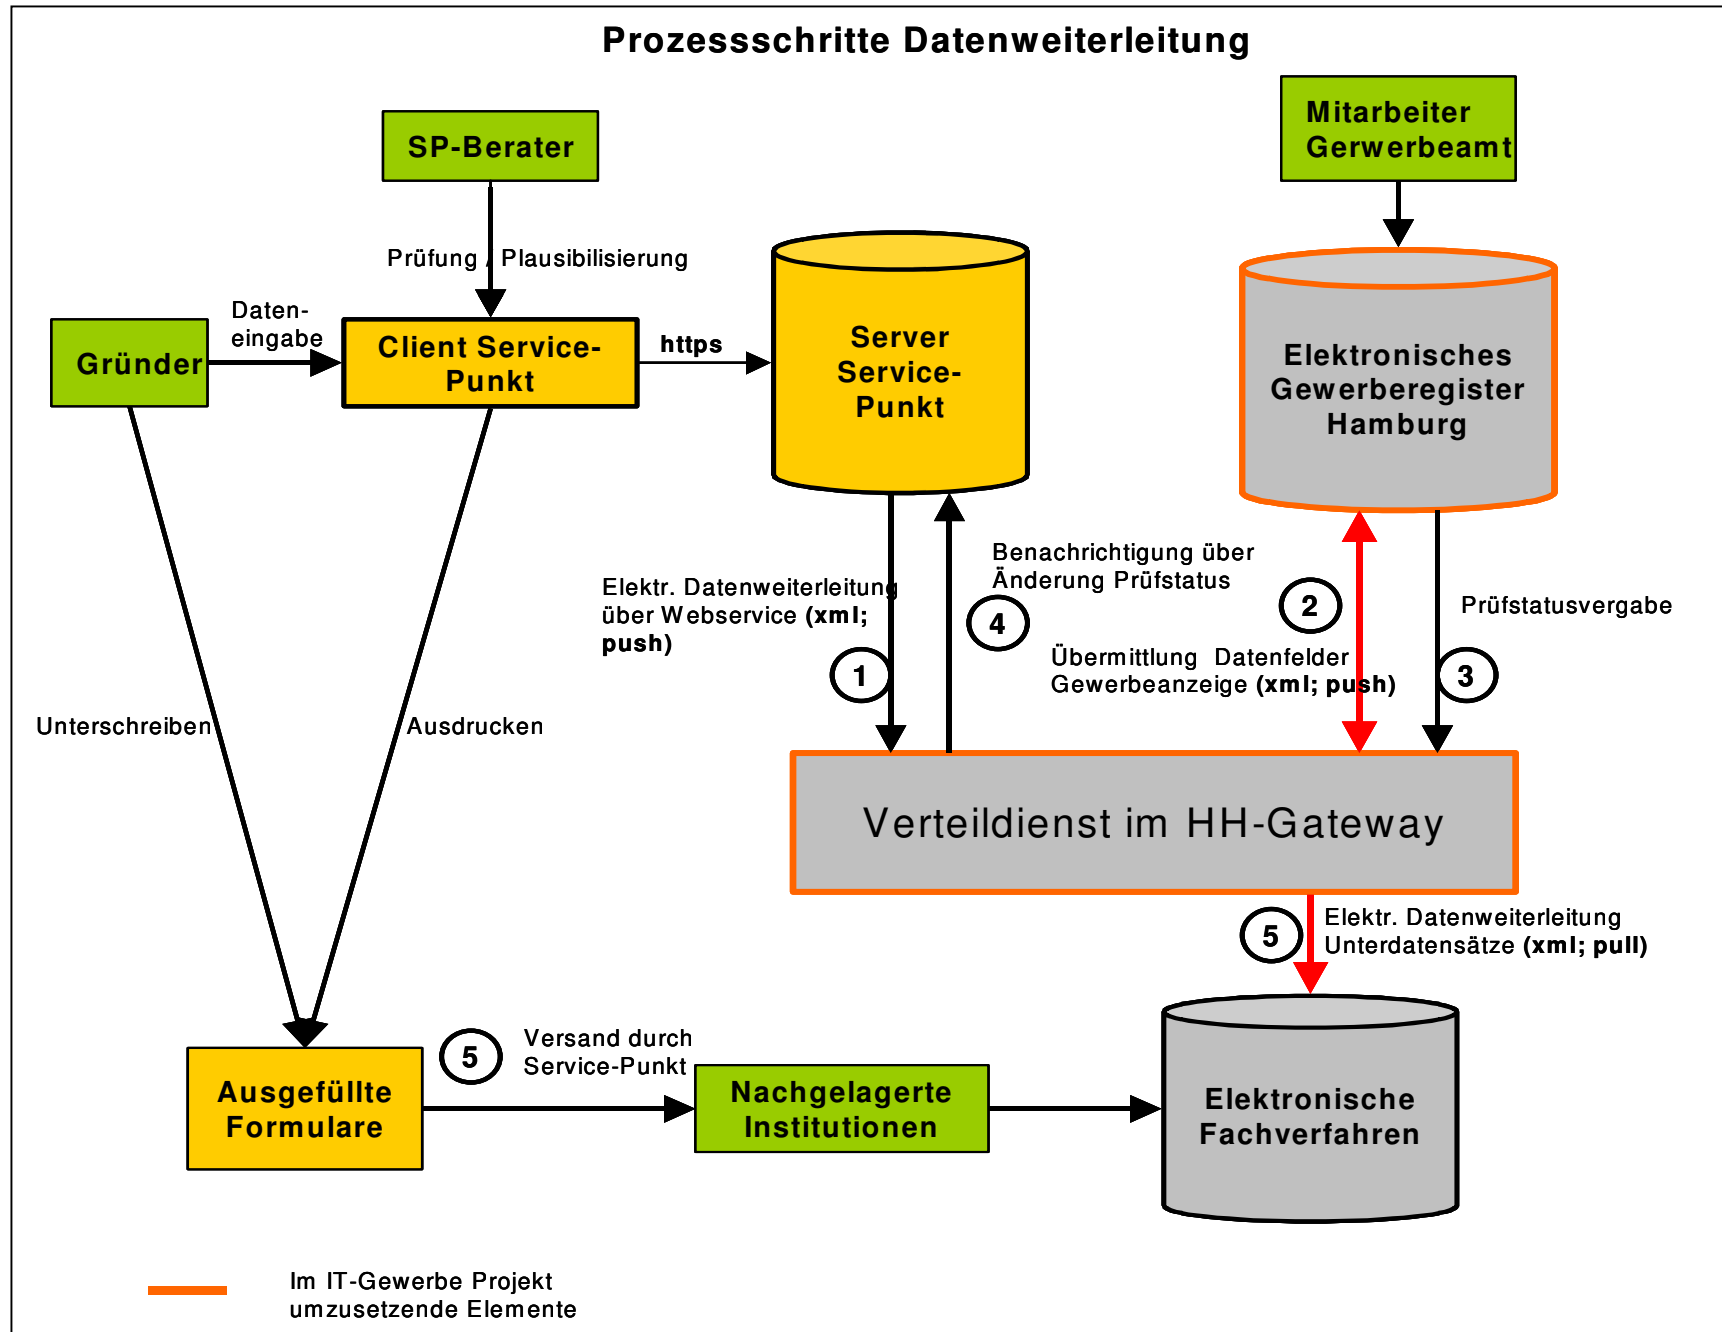 Prozessschritte Datenweiterleitung
SP-Berater
Mitarbeiter
Gerwerbeamt
Prüfung / Plausibilisierung
Daten-
eingabe
Gründer
Client Service-
Punkt
https
Server
Service-
Punkt
Elektronisches
Gewerberegister
Hamburg
Elektr. Datenweiterleitung
über Webservice (xml;
push)
1
Benachrichtigung über
Änderung Prüfstatus
4
2
Übermittlung Datenfelder
Gewerbeanzeige (xml; push)
Prüfstatusvergabe
3
Unterschreiben
Ausdrucken
Verteildienst im HH-Gateway
5
Elektr. Datenweiterleitung
Unterdatensätze (xml; pull)
Ausgefüllte
Formulare
5
Versand durch
Service-Punkt
Nachgelagerte
Institutionen
Elektronische
Fachverfahren
Im IT-Gewerbe Projekt
umzusetzende Elemente